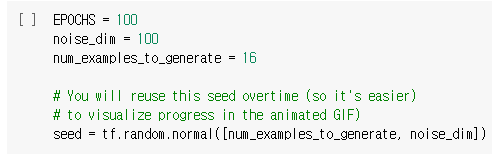 [ ] EPOCHS = 100
noise_dim = 100
num_examples_to_generate = 16
# You will reuse this seed overtime (so it's easier)
# to visualize progress in the animated GIF)
seed = tf.random.normal([num_examples_to_generate, noise_dim])